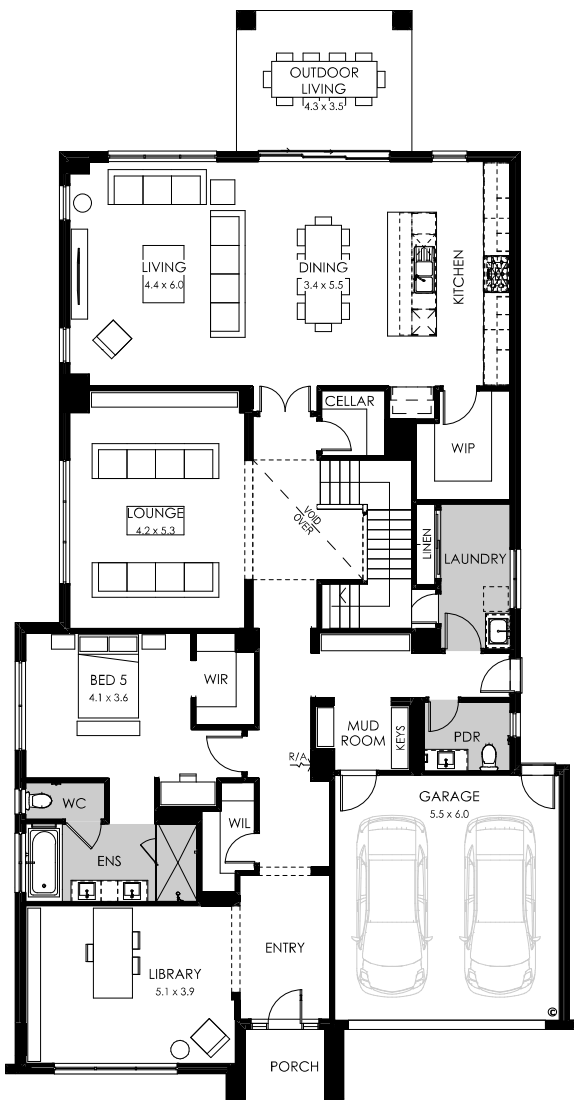 OUTDOOR
LIVING
4.3 x 3.5
LIVING
4.4 x 6.0
DINING
3.4 x 5.5
KITCHEN
CELLAR
WIP
LOUNGE
4.2 x 5.3
VOID
OVER
LINEN
LAUNDRY
BED 5
4.1 x 3.6
WIR
MUD
ROOM
KEYS
PDR
R/A
WC
WIL
ENS
GARAGE
5.5 x 6.0
ENTRY
LIBRARY
5.1 x 3.9
©
PORCH